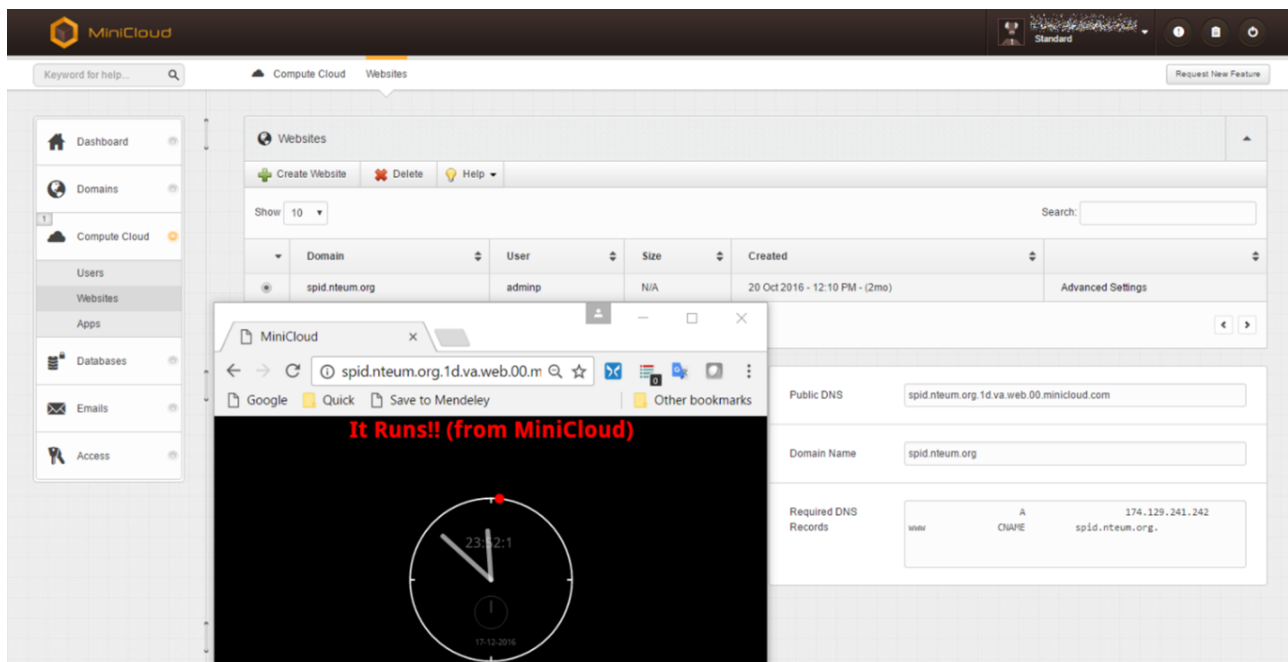 MiniCloud
Standard
Keyword for help...
Compute Cloud Websites
Request New Feature
Dashboard
Domains
1
Compute Cloud
Users
Websites
Apps
Databases
Emails
Access
Websites
Create Website Delete Help
Show 10 Search:
Domain User Size Created
spid.nteum.org adminp N/A 20 Oct 2016 - 12:10 PM - (2mo) Advanced Settings
MiniCloud
spid.nteum.org.1d.va.web.00.m
0
Google Quick Save to Mendeley Other bookmarks
It Runs!! (from MiniCloud)
23:52:1
17-12-2016
Public DNS spid.nteum.org.1d.va.web.00.minicloud.com
Domain Name spid.nteum.org
Required DNS Records
A 174.129.241.242
www CNAME spid.nteum.org.